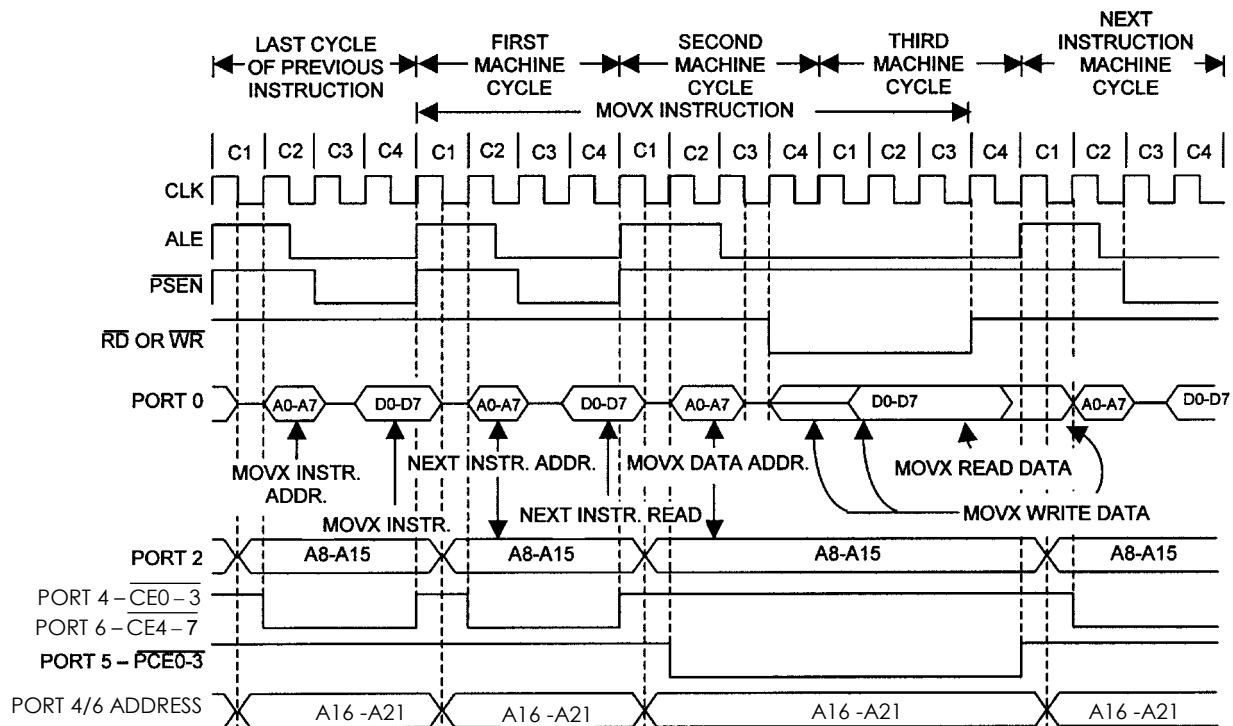 LAST CYCLE
OF PREVIOUS
INSTRUCTION
FIRST
MACHINE
CYCLE
SECOND
MACHINE
CYCLE
THIRD
MACHINE
CYCLE
NEXT
INSTRUCTION
MACHINE
CYCLE
MOVX INSTRUCTION
C1 C2 C3 C4 C1 C2 C3 C4 C1 C2 C3 C4 C1 C2 C3 C4 C1 C2 C3 C4
CLK
ALE
PSEN
RD OR WR
PORT 0 A0-A7 D0-D7 A0-A7 D0-D7 A0-A7 D0-D7 A0-A7 D0-D7
MOVX INSTR.
ADDR.
NEXT INSTR. ADDR.
MOVX DATA ADDR.
MOVX READ DATA
MOVX INSTR.
NEXT INSTR. READ
MOVX WRITE DATA
PORT 2 A8-A15 A8-A15 A8-A15 A8-A15
PORT 4 – CE0 – 3
PORT 6 – CE4 – 7
PORT 5 – PCE0-3
PORT 4/6 ADDRESS A16 -A21 A16 -A21 A16 -A21 A16 -A21